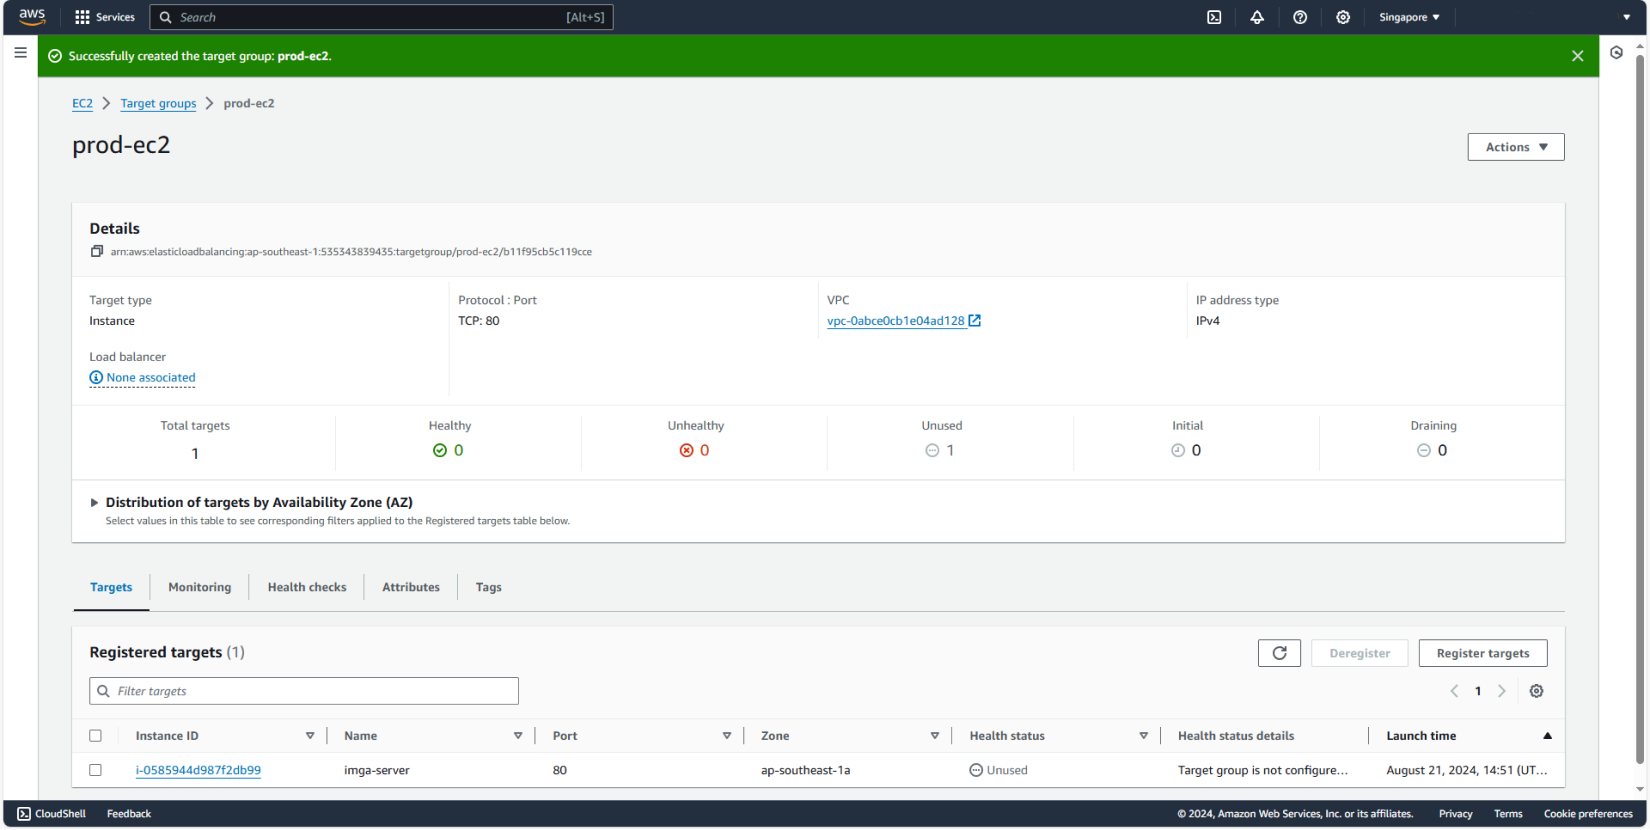 aws Services Search [Alt+S] Singapore
Successfully created the target group: prod-ec2.
EC2 Target groups prod-ec2
prod-ec2
Actions
Details
arn:aws:elasticloadbalancing:ap-southeast-1:535343839435:targetgroup/prod-ec2/b11f95cb5c119cce
Target type Protocol : Port VPC IP address type
Instance TCP: 80 vpc-0abce0cb1e04ad128 IPv4
Load balancer
None associated
Total targets Healthy Unhealthy Unused Initial Draining
1 0 0 1 0 0
Distribution of targets by Availability Zone (AZ)
Select values in this table to see corresponding filters applied to the Registered targets table below.
Targets Monitoring Health checks Attributes Tags
Registered targets (1) Deregister Register targets
Filter targets 1
Instance ID Name Port Zone Health status Health status details Launch time
i-0585944d987f2db99 imga-server 80 ap-southeast-1a Unused Target group is not configure... August 21, 2024, 14:51 (UT...
CloudShell Feedback © 2024, Amazon Web Services, Inc. or its affiliates. Privacy Terms Cookie preferences